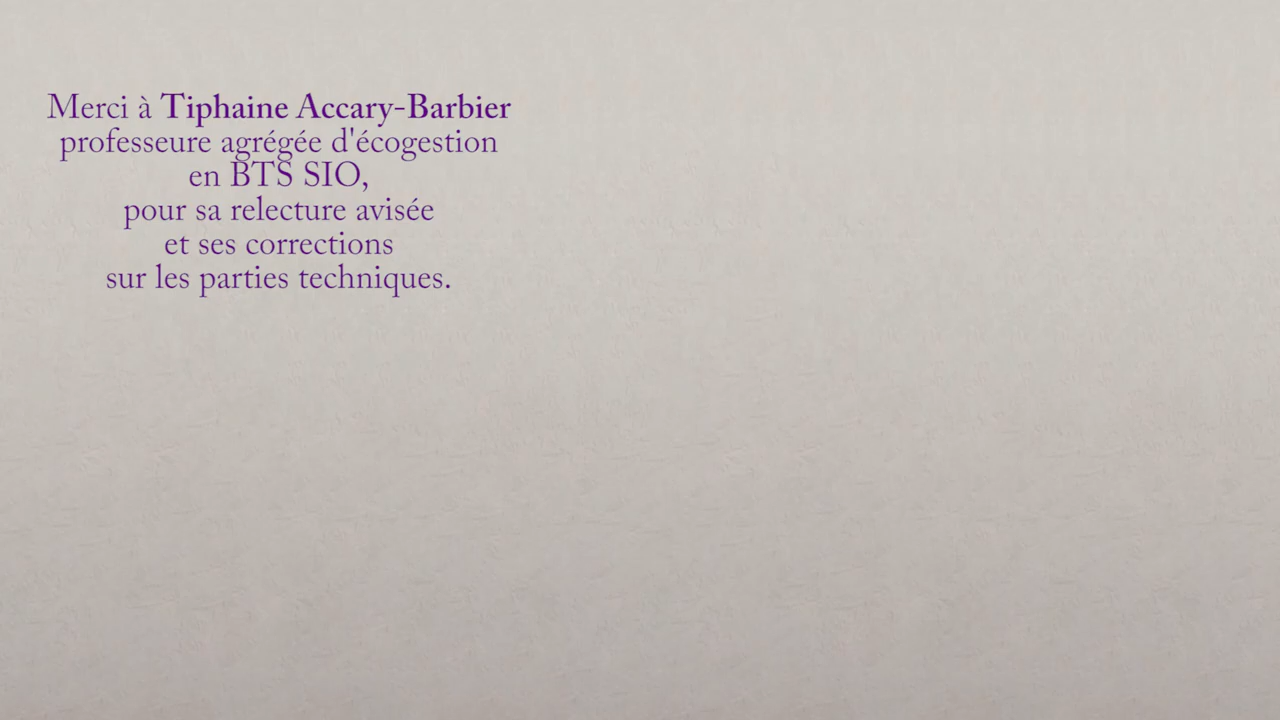 Merci à Tiphaine Accary-Barbier
professeure agrégée d'écogestion
en BTS SIO,
pour sa relecture avisée
et ses corrections
sur les parties techniques.